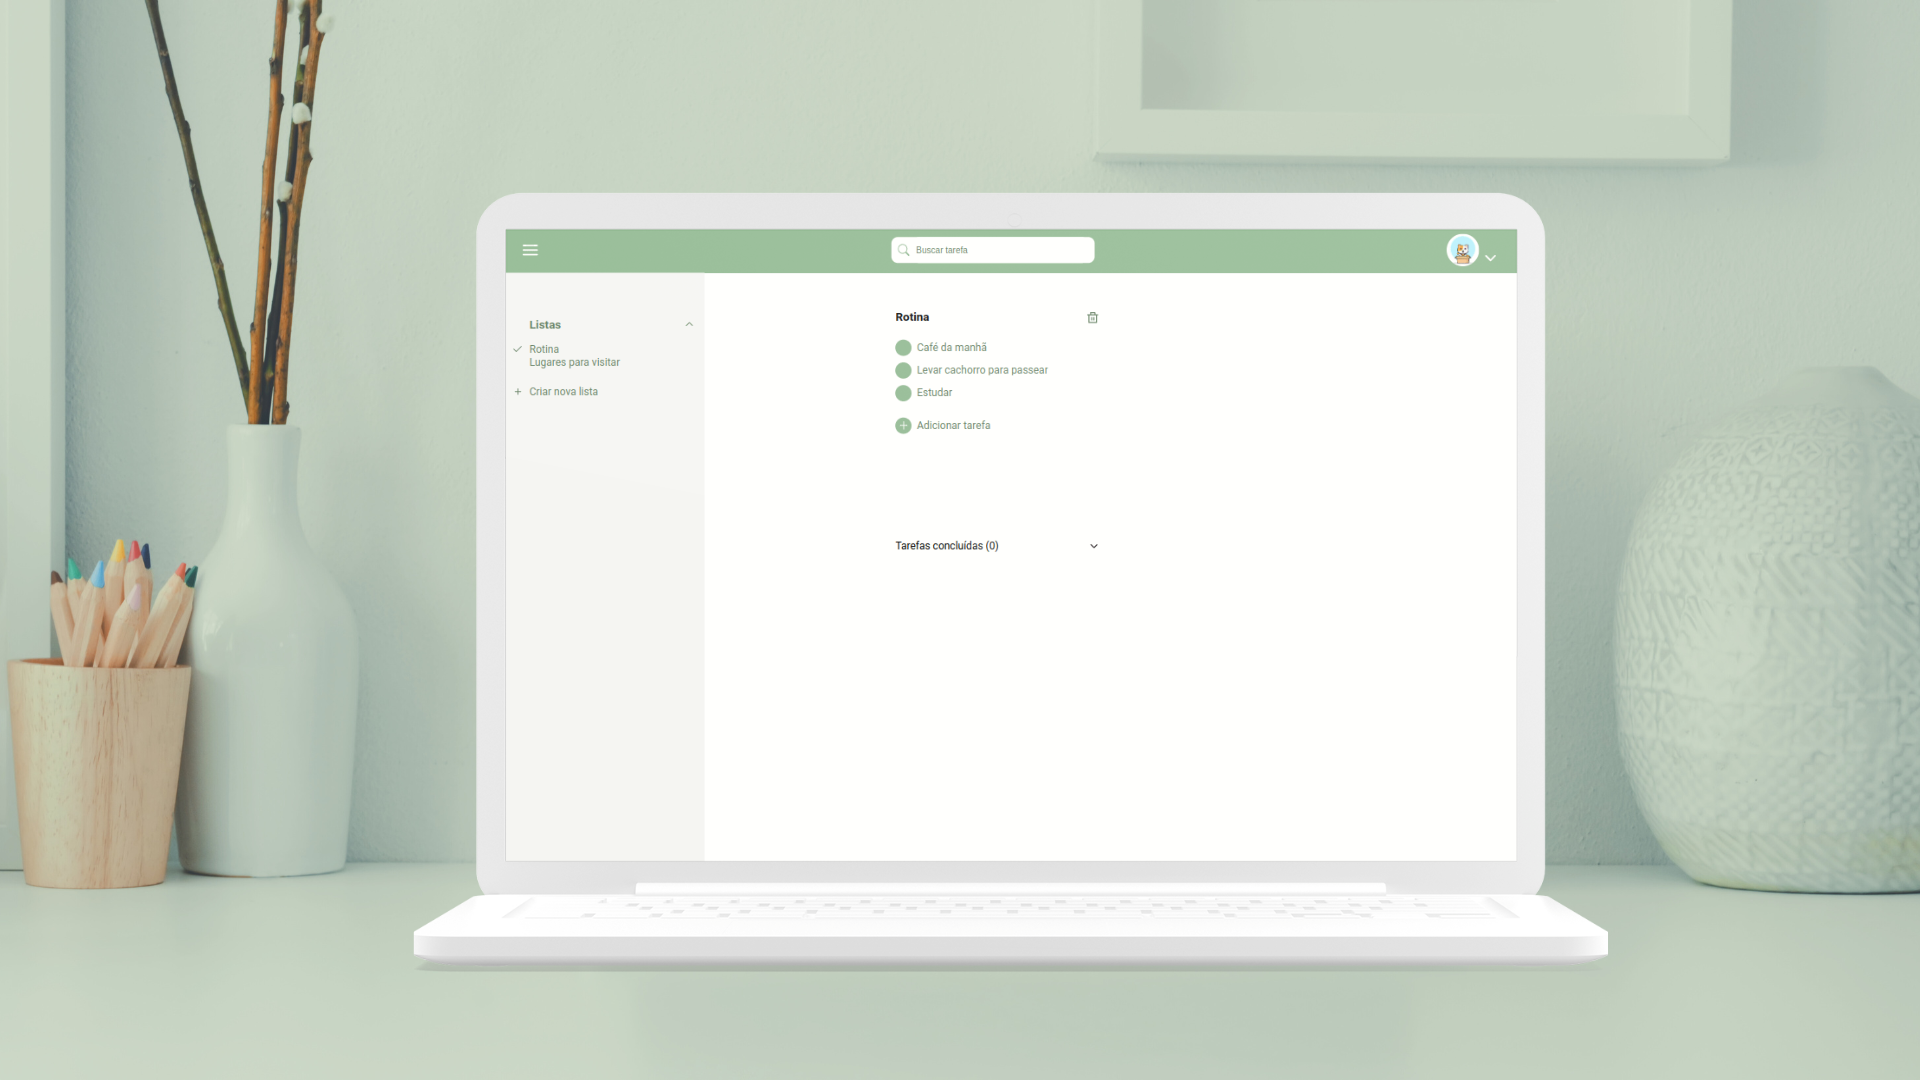 Buscar tarefa
Listas
Rotina
Lugares para visitar
+ Criar nova lista
Rotina
Café da manhã
Levar cachorro para passear
Estudar
+ Adicionar tarefa
Tarefas concluídas (0)